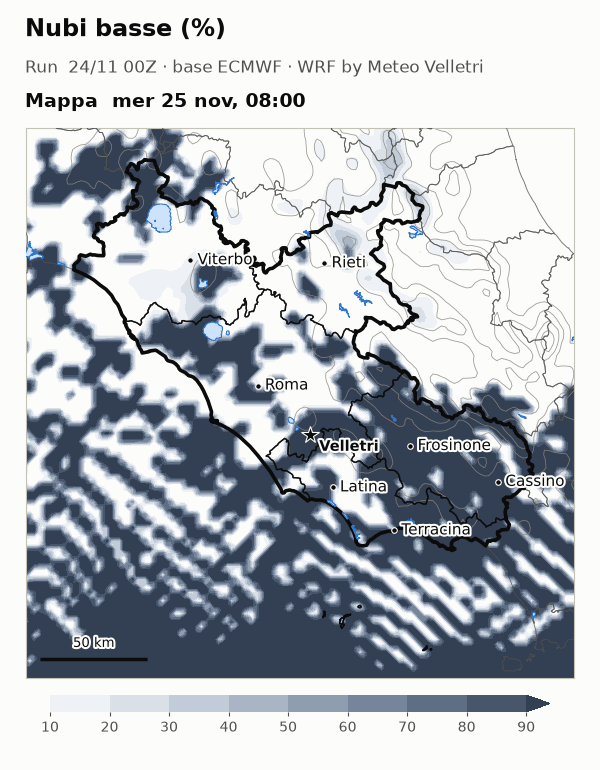 Nubi basse (%)
Run  24/11 00Z · base ECMWF · WRF by Meteo Velletri
Mappa  mer 25 nov, 08:00
Viterbo
Rieti
Roma
Velletri
Frosinone
Latina
Cassino
Terracina
50 km
10 20 30 40 50 60 70 80 90